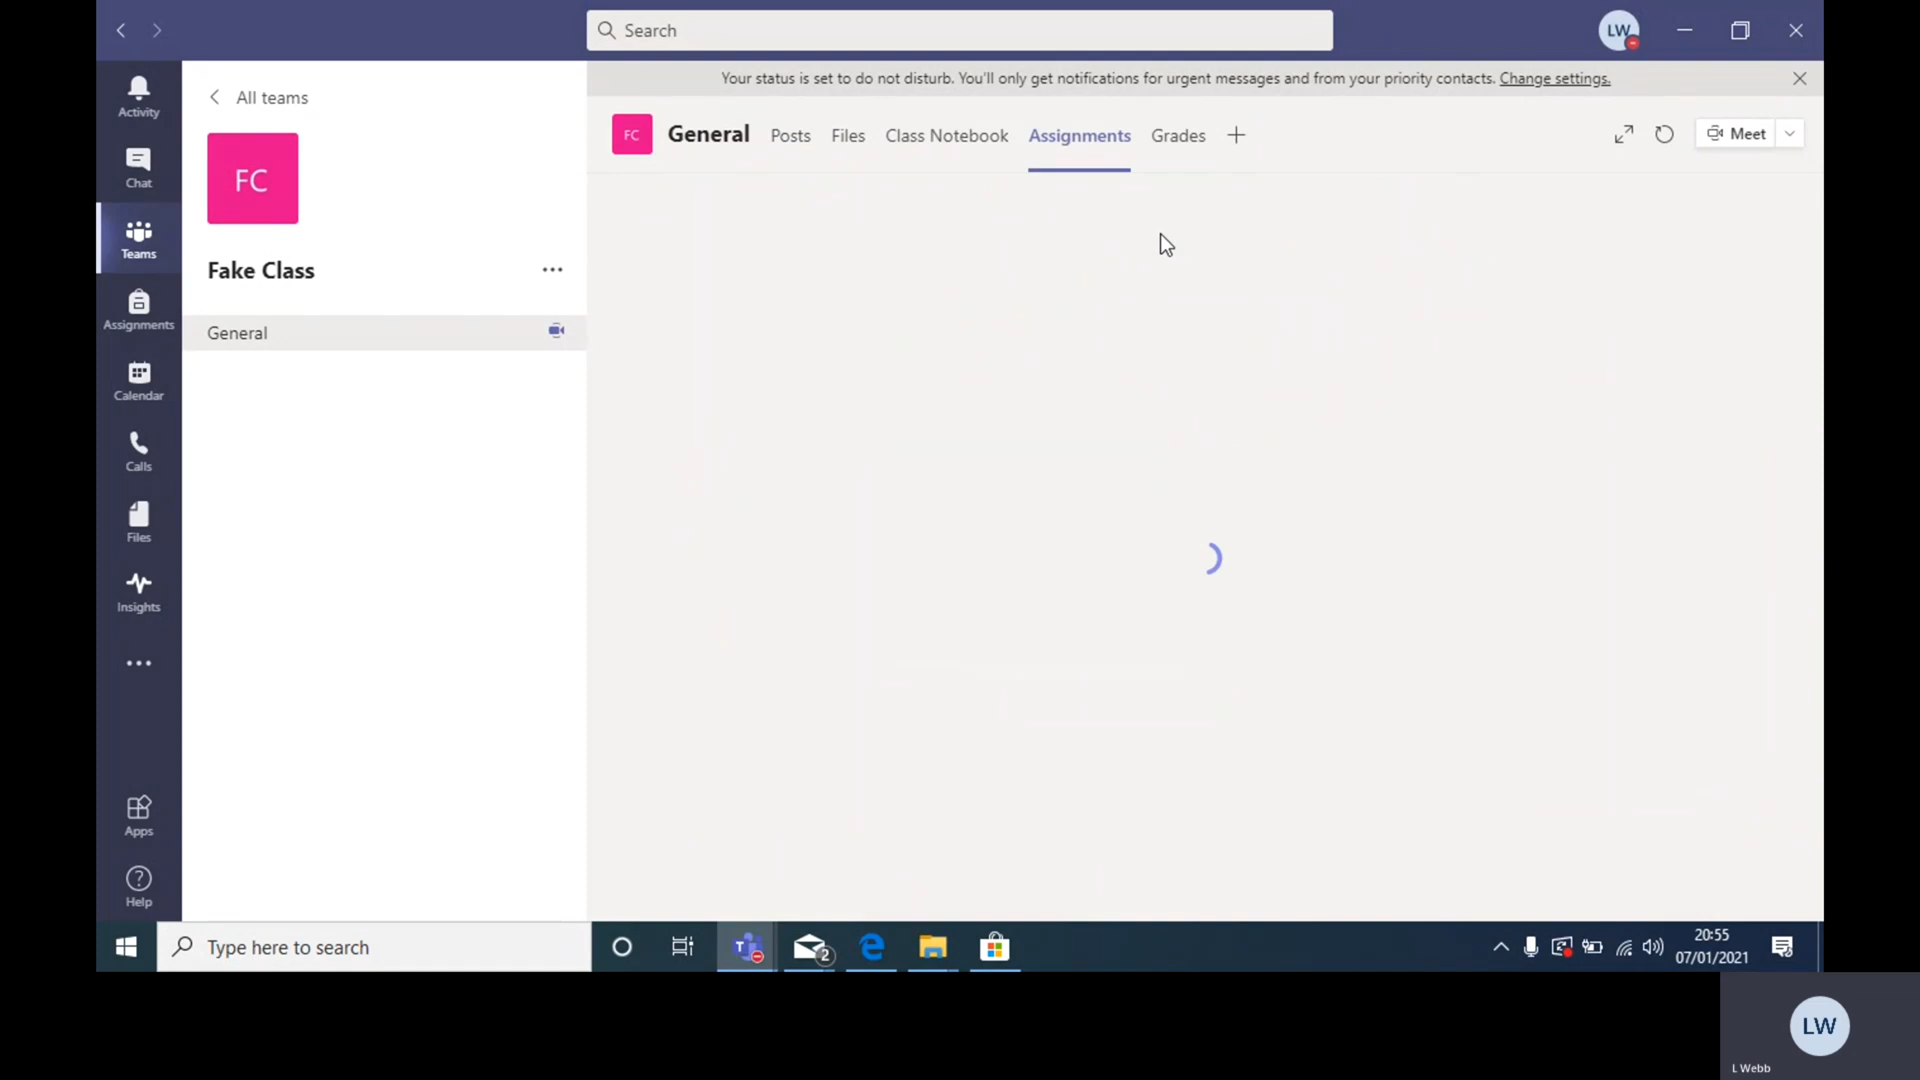 Search
LW
Your status is set to do not disturb. You'll only get notifications for urgent messages and from your priority contacts. Change settings.
Activity
Chat
Teams
Assignments
Calendar
Calls
Files
Insights
Apps
Help
All teams
FC
Fake Class
General
FC General Posts Files Class Notebook Assignments Grades
Meet
Type here to search
2
20:55
07/01/2021
LW
L Webb